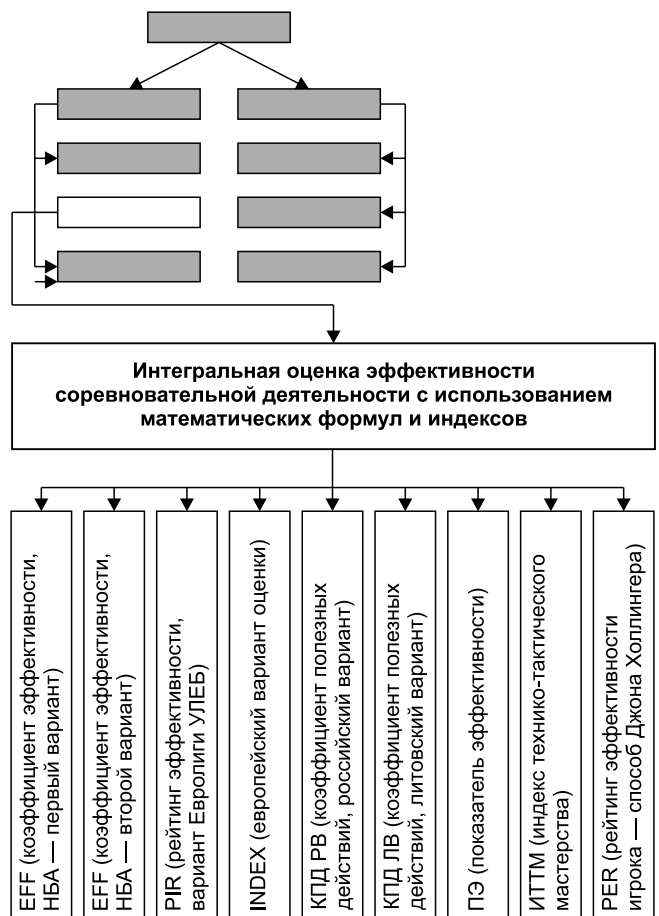 Интегральная оценка эффективности
соревновательной деятельности с использованием
математических формул и индексов
EFF (коэффициент эффективности,
НБА — первый вариант)
EFF (коэффициент эффективности,
НБА — второй вариант)
PIR (рейтинг эффективности,
вариант Евролиги УЛЕБ)
INDEX (европейский вариант оценки)
КПД РВ (коэффициент полезных
действий, российский вариант)
КПД ЛВ (коэффициент полезных
действий, литовский вариант)
ПЭ (показатель эффективности)
ИТТМ (индекс технико-тактического
мастерства)
PER (рейтинг эффективности
игрока — способ Джона Холлингера)